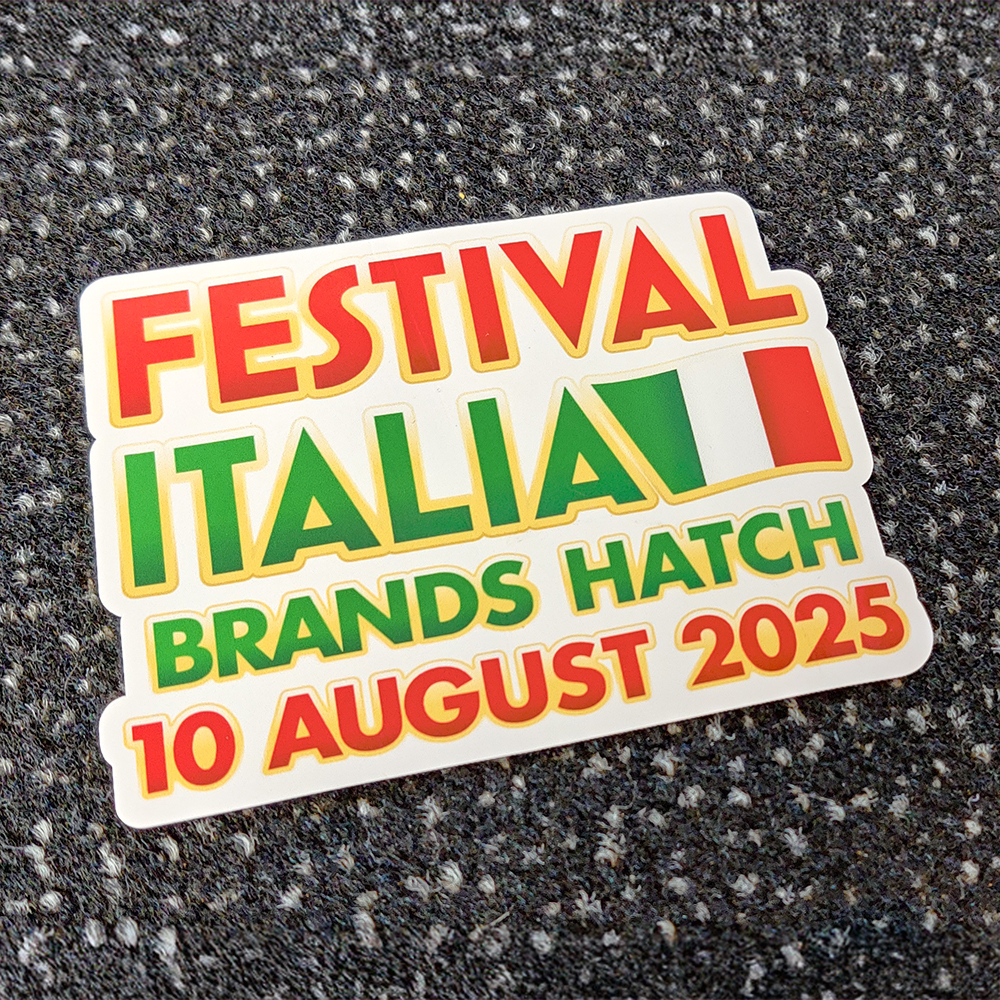 FESTIVAL
ITALIA
BRANDS HATCH
10 AUGUST 2025